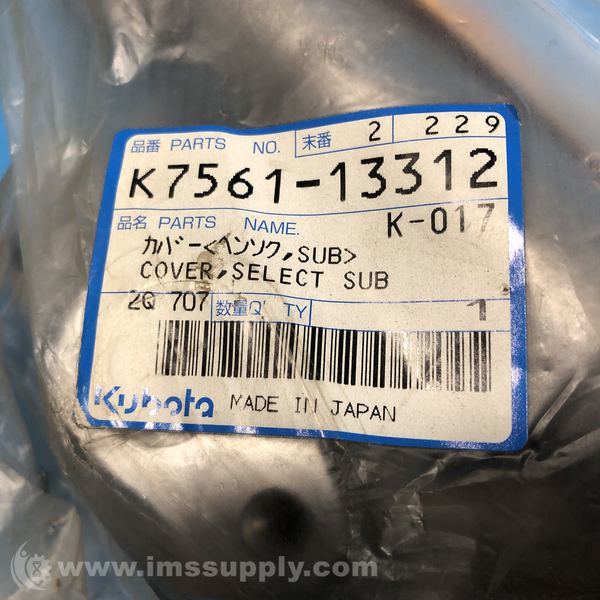 品番 PARTS NO. 末番 2 229
K7561-13312
品名 PARTS NAME. K-017
カバー<ヘンソク,SUB>
COVER,SELECT SUB
2Q 707 数量Q'TY 1
Kubota MADE IN JAPAN
www.imssupply.com